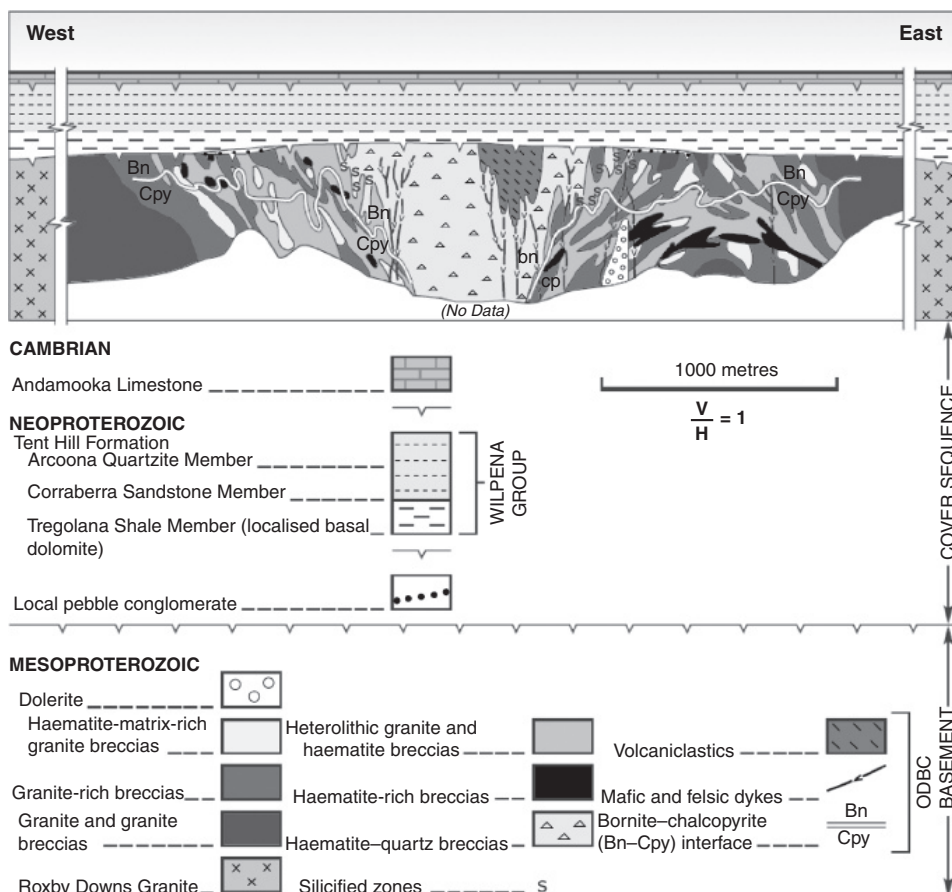 West
East
Bn
Cpy
S
S
S S
S S
S
S
S
S S
S S
Bn
Cpy
Bn
Cpy
bn
cp
(No Data)
CAMBRIAN
Andamooka Limestone
1000 metres
V
H
= 1
NEOPROTEROZOIC
Tent Hill Formation
Arcoona Quartzite Member
Corraberra Sandstone Member
Tregolana Shale Member (localised basal
dolomite)
WILPENA
GROUP
Local pebble conglomerate
COVER SEQUENCE
MESOPROTEROZOIC
Dolerite
Haematite-matrix-rich
granite breccias
Heterolithic granite and
haematite breccias
Volcaniclastics
Granite-rich breccias
Haematite-rich breccias
Mafic and felsic dykes
Granite and granite
breccias
Haematite–quartz breccias
Bornite–chalcopyrite
(Bn–Cpy) interface
Bn
Cpy
Roxby Downs Granite
Silicified zones
S
ODBC
BASEMENT